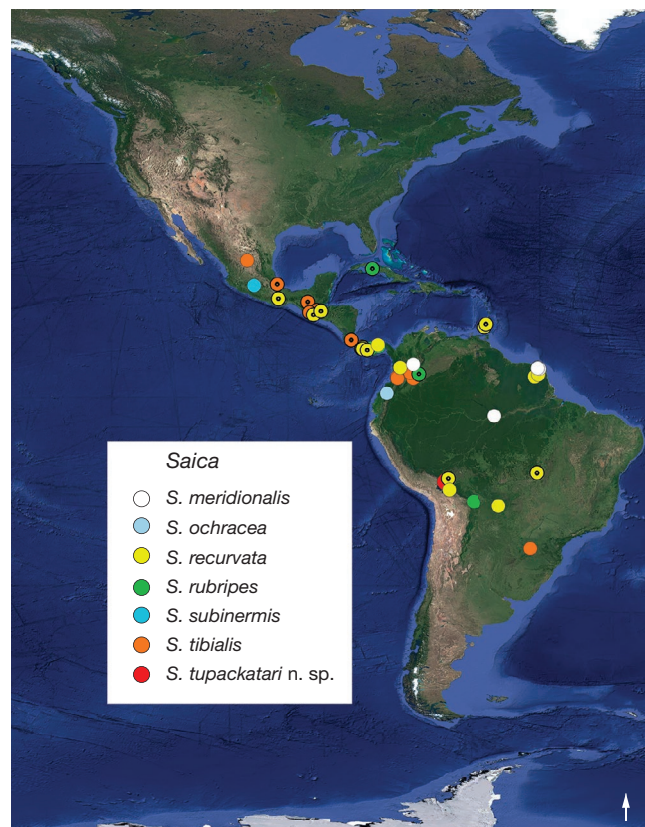 Saica
S. meridionalis
S. ochracea
S. recurvata
S. rubripes
S. subinermis
S. tibialis
S. tupackatari n. sp.